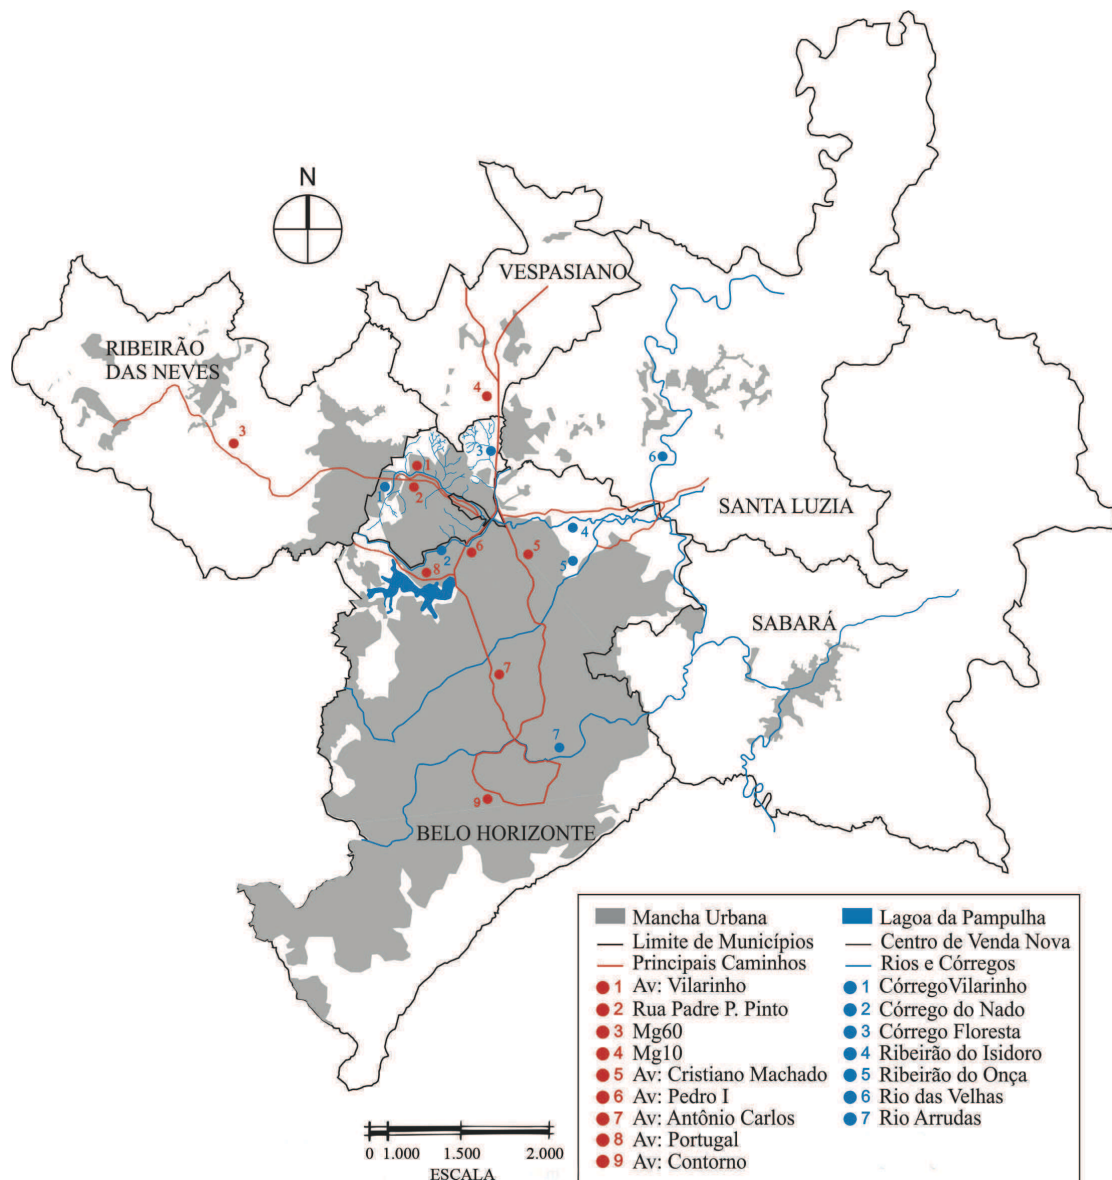 N
VESPASIANO
RIBEIRÃO
DAS NEVES
4
3
3
1
6
1
2
SANTA LUZIA
4
6
5
2
5
8
SABARÁ
7
7
9
BELO HORIZONTE
Mancha Urbana
Limite de Municípios
Principais Caminhos
1 Av: Vilarinho
2 Rua Padre P. Pinto
3 Mg60
4 Mg10
5 Av: Cristiano Machado
6 Av: Pedro I
7 Av: Antônio Carlos
8 Av: Portugal
9 Av: Contorno
Lagoa da Pampulha
Centro de Venda Nova
Rios e Córregos
1 CórregoVilarinho
2 Córrego do Nado
3 Córrego Floresta
4 Ribeirão do Isidoro
5 Ribeirão do Onça
6 Rio das Velhas
7 Rio Arrudas
0 1.000 1.500 2.000
ESCALA